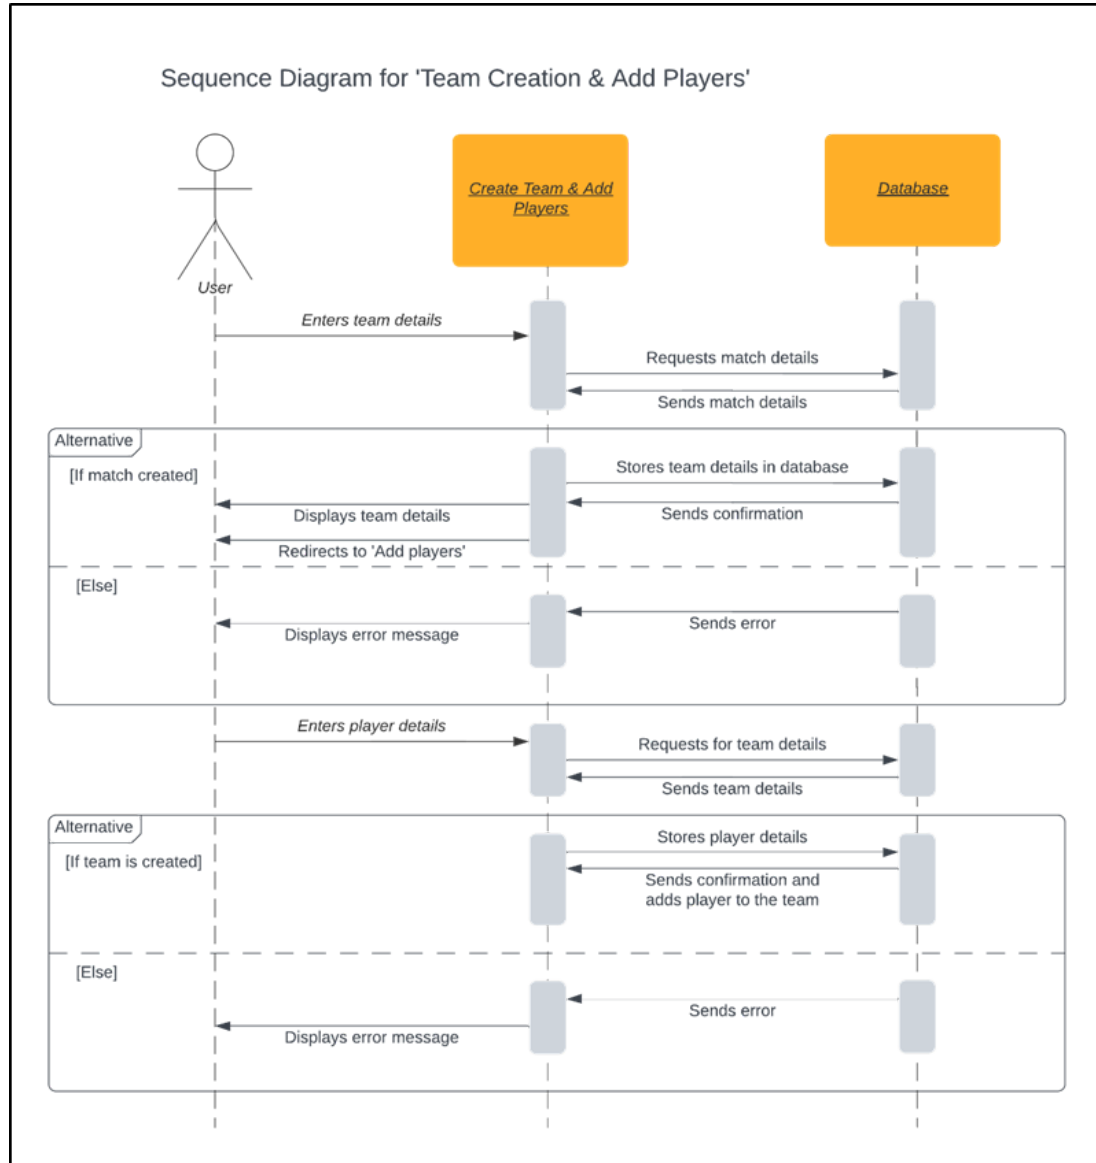 Sequence Diagram for 'Team Creation & Add Players'
Create Team & Add
Players
Database
User
Enters team details
Requests match details
Sends match details
Alternative
[If match created]
Stores team details in database
Displays team details
Sends confirmation
Redirects to 'Add players'
[Else]
Sends error
Displays error message
Enters player details
Requests for team details
Sends team details
Alternative
[If team is created]
Stores player details
Sends confirmation and
adds player to the team
[Else]
Sends error
Displays error message